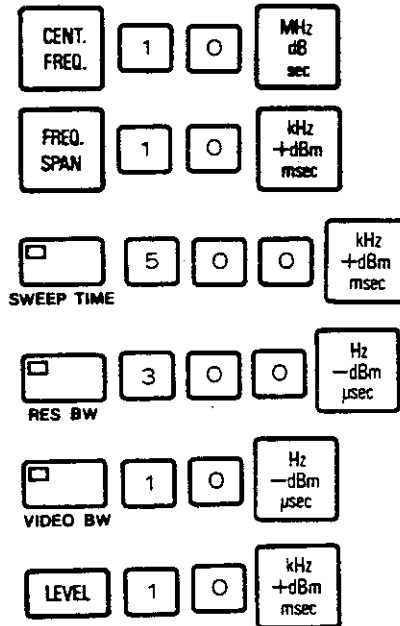 CENT. FREQ. 1 0 MHz dB sec
FREQ. SPAN 1 0 kHz +dBm msec
5 0 0 kHz +dBm msec
SWEEP TIME
3 0 0 Hz −dBm µsec
RES BW
1 0 Hz −dBm µsec
VIDEO BW
LEVEL 1 0 kHz +dBm msec